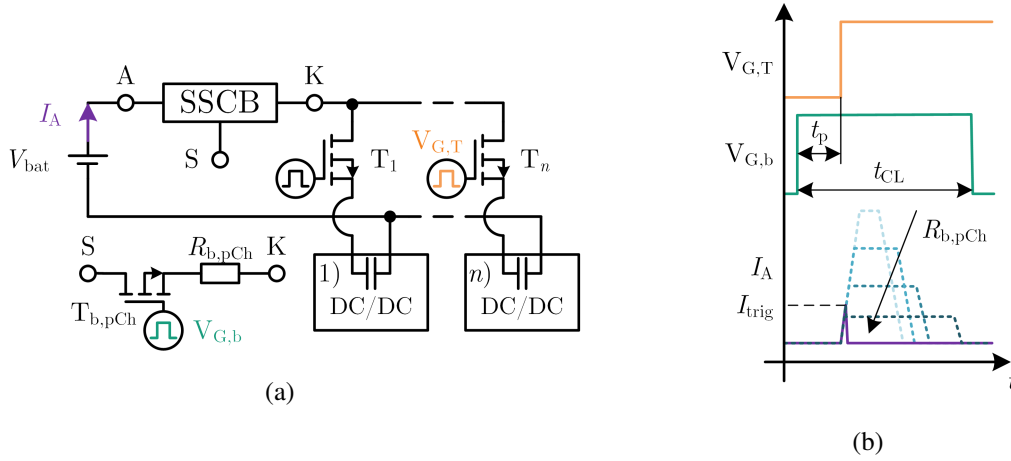 A
SSCB
K
I_A
V_bat
S
T_1
V_G,T
T_n
S
R_b,pCh
K
T_b,pCh
V_G,b
1)
DC/DC
n)
DC/DC
(a)
V_G,T
t_p
V_G,b
t_CL
R_b,pCh
I_A
I_trig
t
(b)